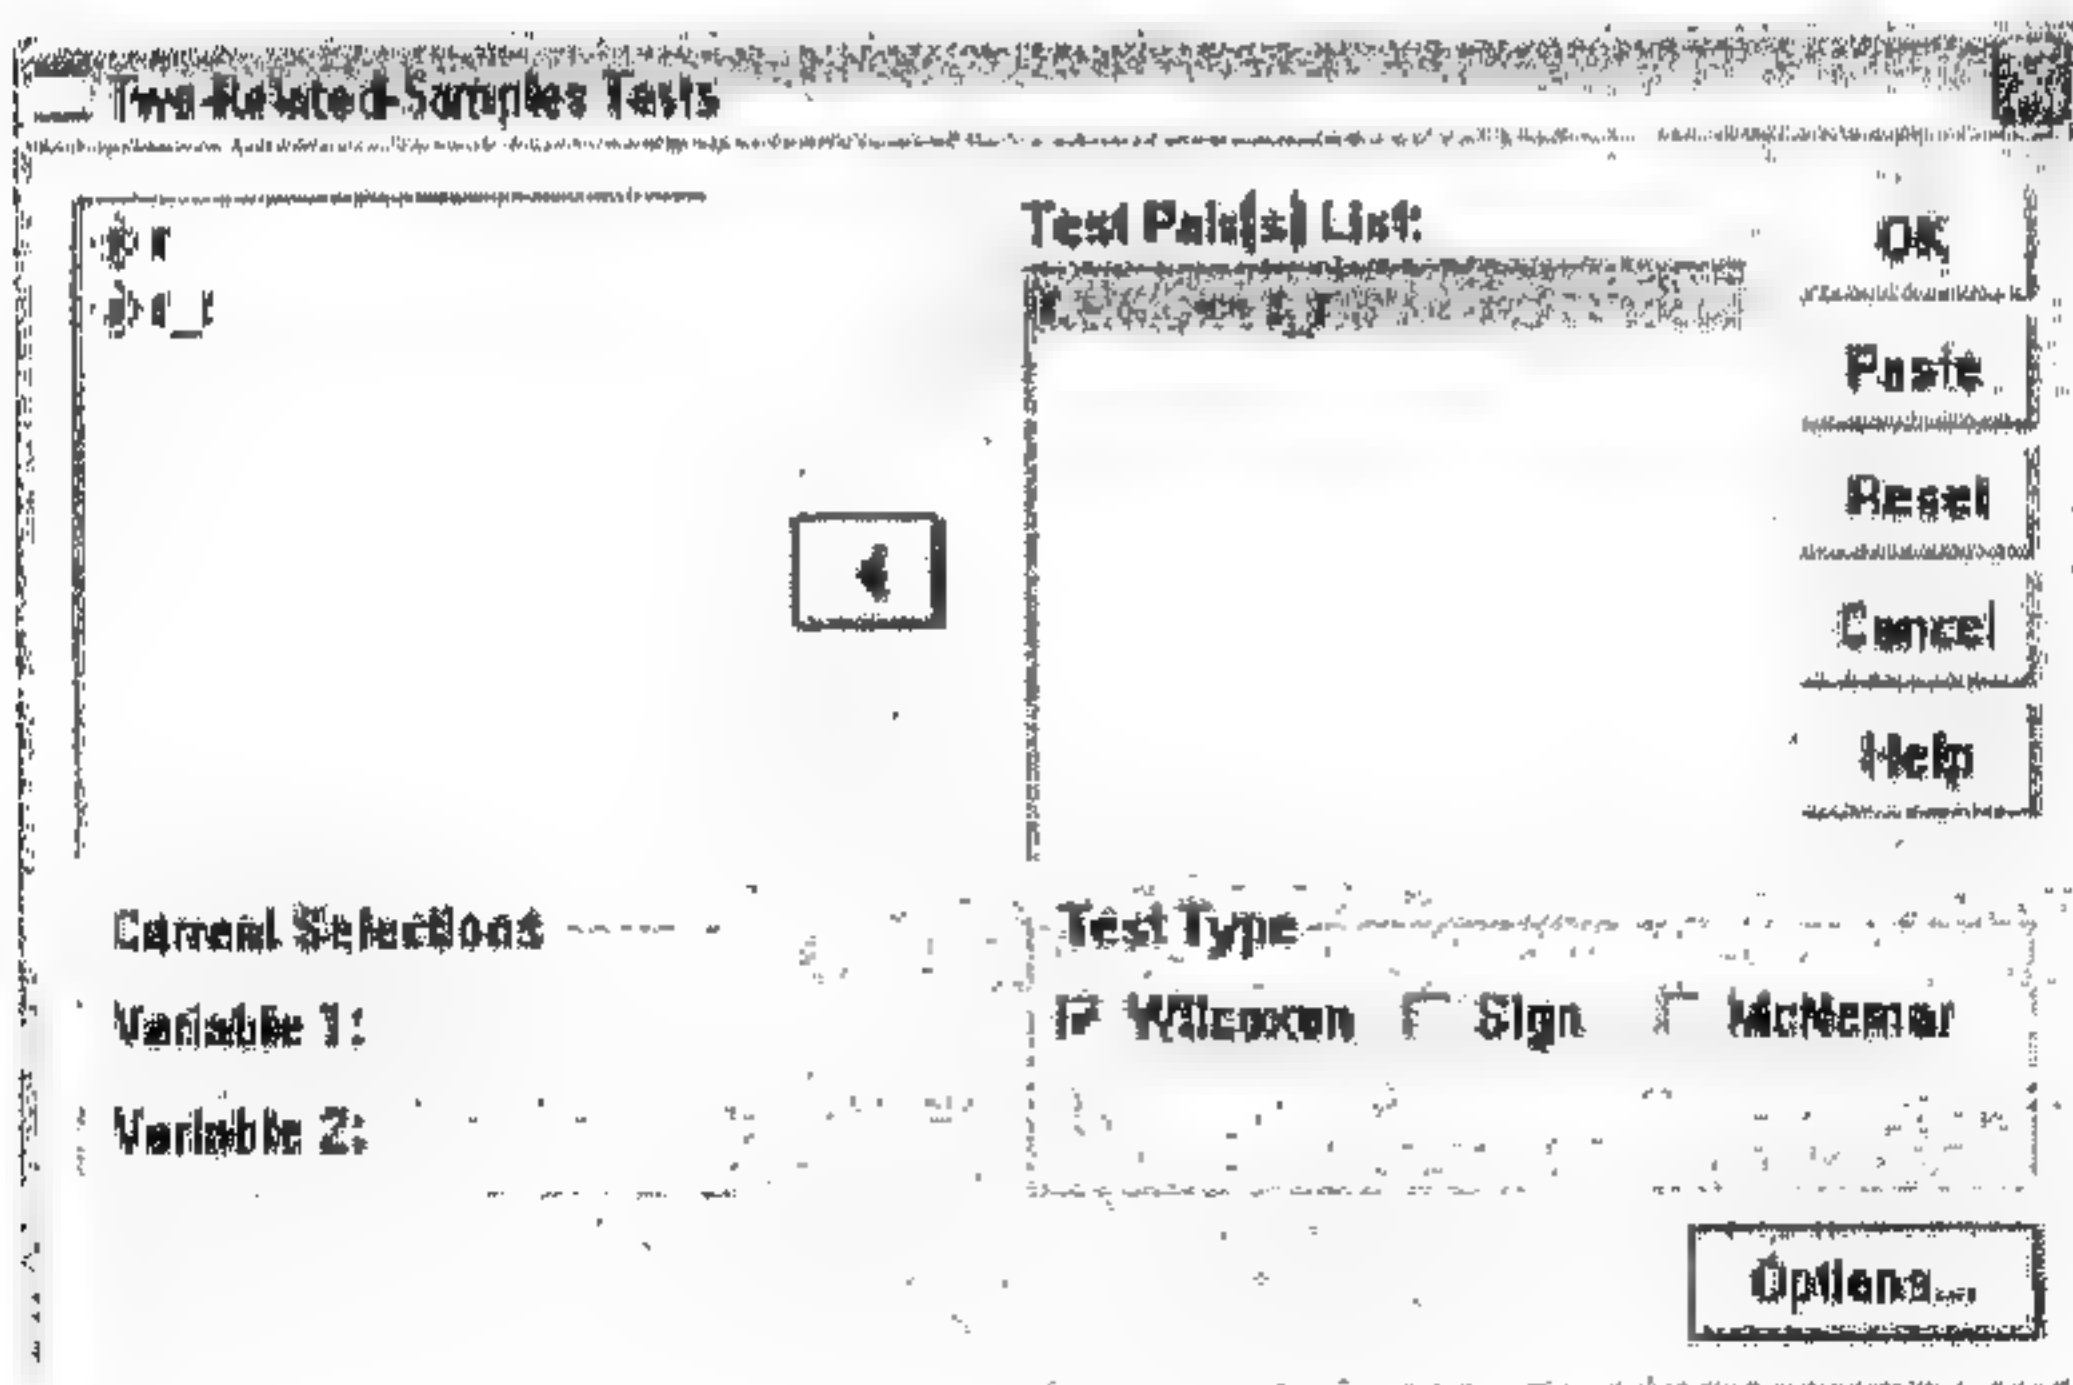 Two-Related-Samples Tests
r
Test Pair(s) List:
OK
Paste
Reset
Cancel
Help
Current Selections
Variable 1:
Variable 2:
Test Type
Wilcoxon Sign McNemar
Options...